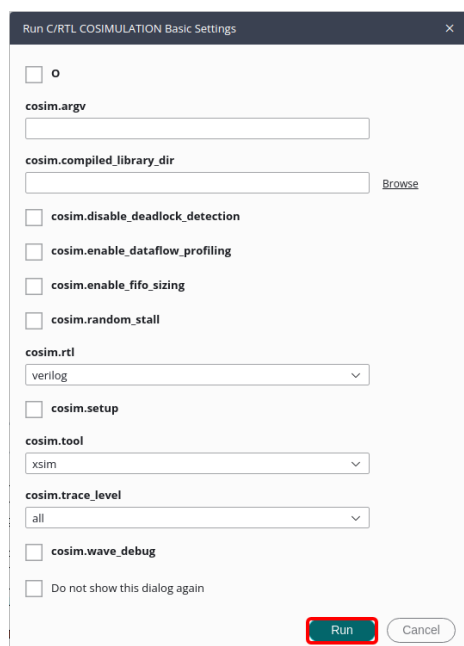 Run C/RTL COSIMULATION Basic Settings
O
cosim.argv
cosim.compiled_library_dir
Browse
cosim.disable_deadlock_detection
cosim.enable_dataflow_profiling
cosim.enable_fifo_sizing
cosim.random_stall
cosim.rtl
verilog
cosim.setup
cosim.tool
xsim
cosim.trace_level
all
cosim.wave_debug
Do not show this dialog again
Run Cancel